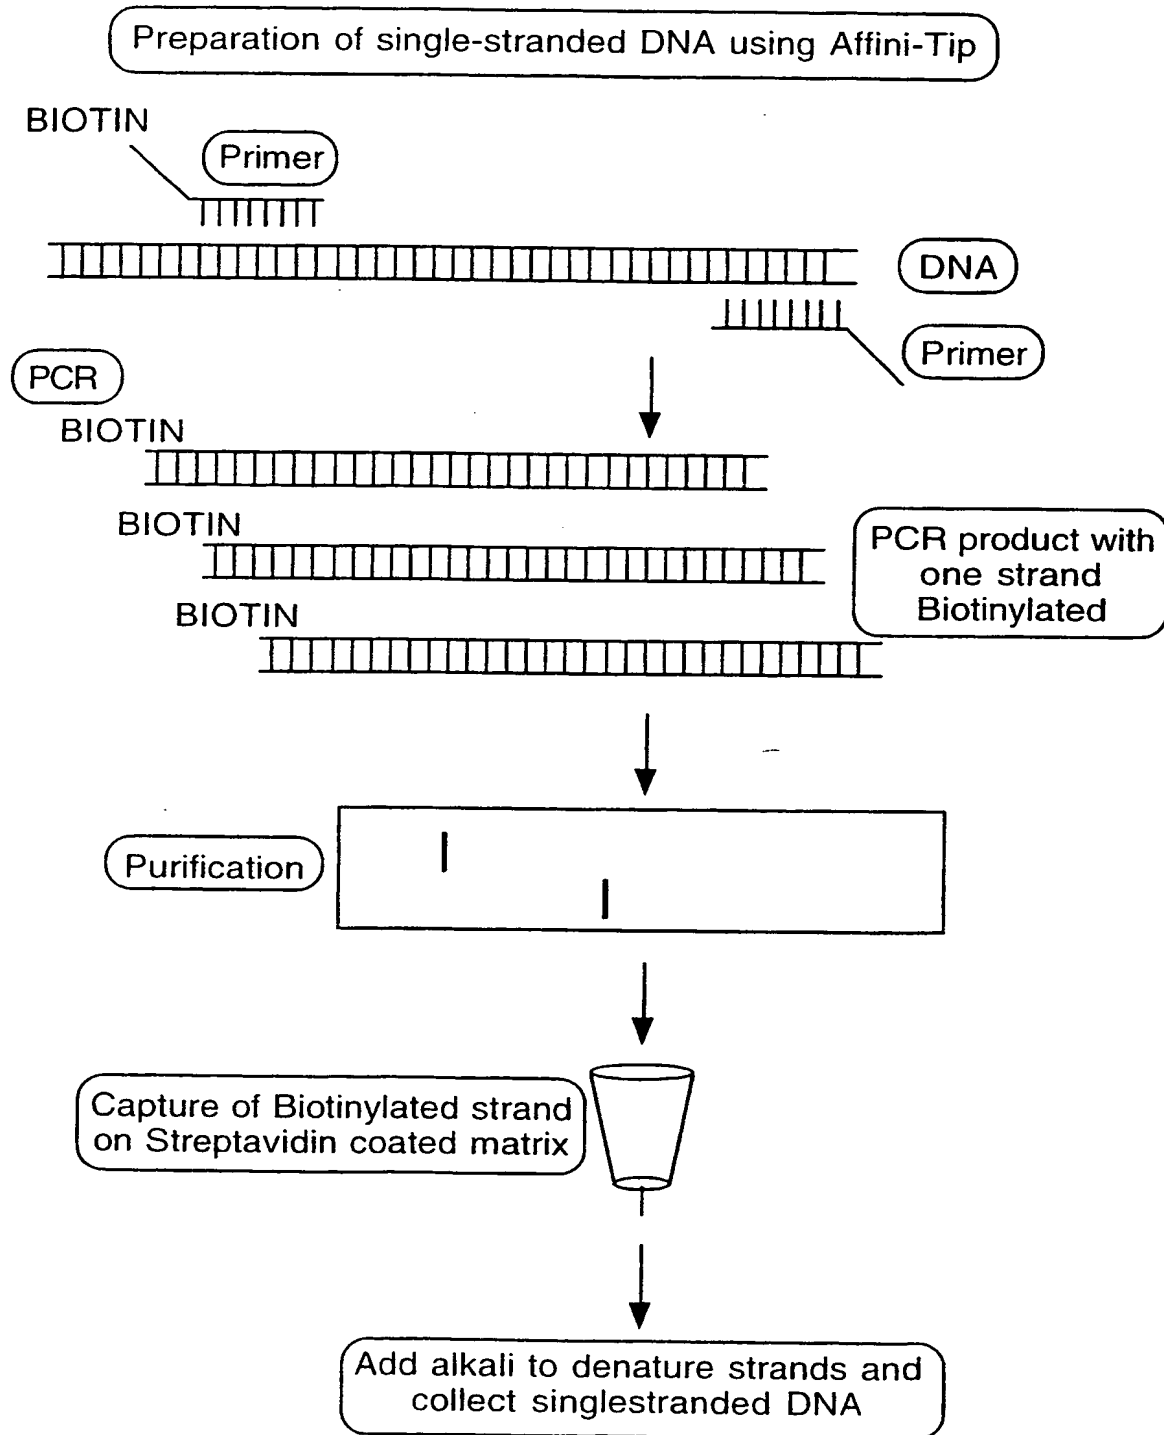 Preparation of single-stranded DNA using Affini-Tip
BIOTIN
Primer
DNA
Primer
PCR
BIOTIN
BIOTIN
PCR product with
one strand
Biotinylated
BIOTIN
Purification
Capture of Biotinylated strand
on Streptavidin coated matrix
Add alkali to denature strands and
collect singlestranded DNA